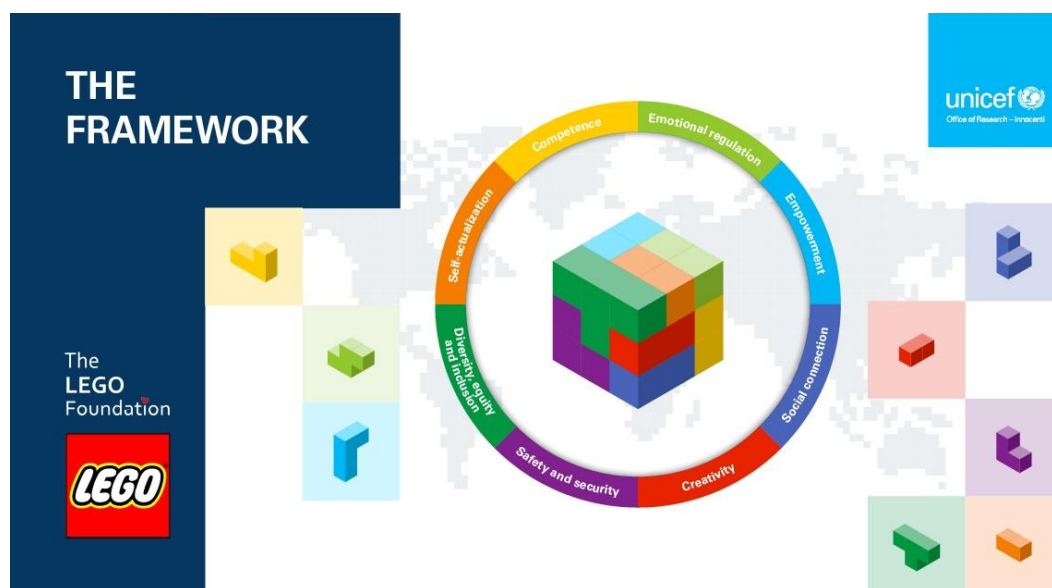 THE
FRAMEWORK
unicef
Office of Research – Innocenti
Competence
Emotional regulation
Empowerment
Social connection
Creativity
Safety and security
Diversity, equity
and inclusion
Self-actualization
The
LEGO
Foundation
LEGO